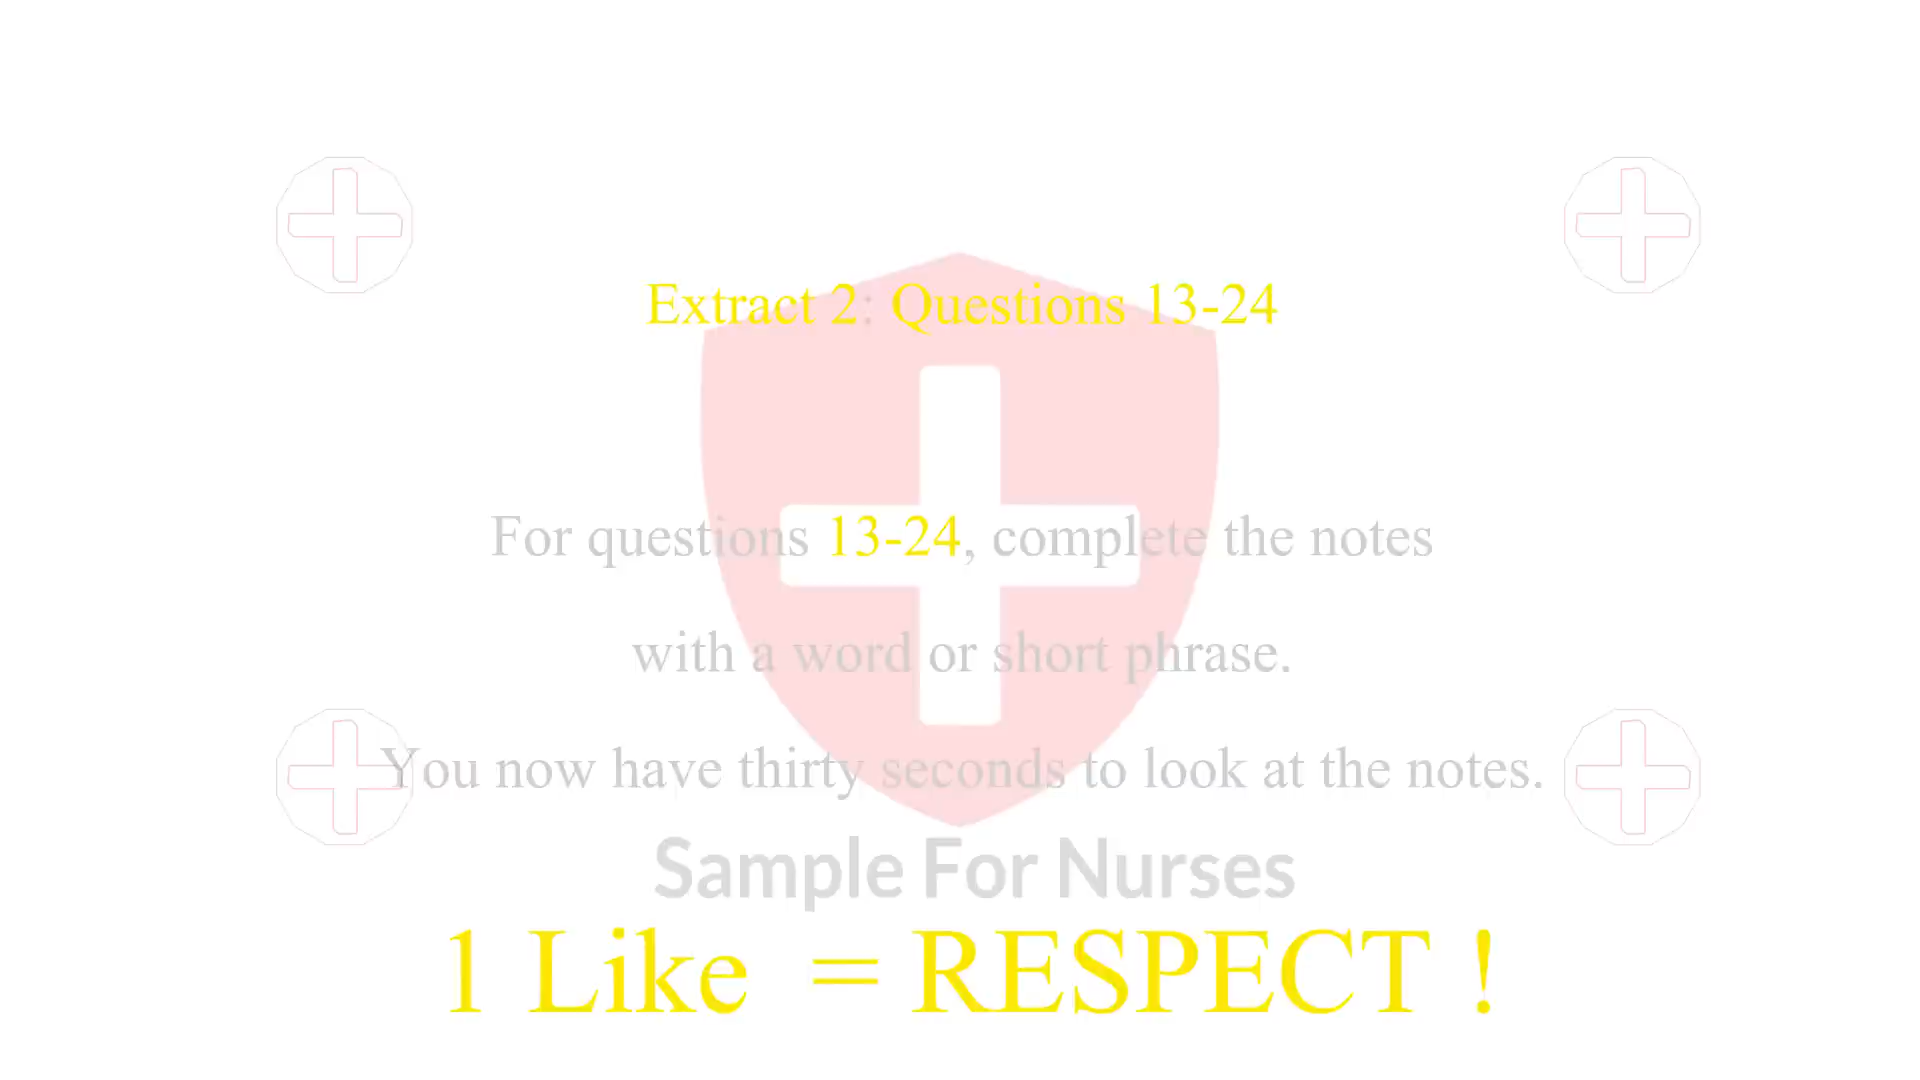 Extract 2: Questions 13-24
For questions 13-24, complete the notes
with a word or short phrase.
You now have thirty seconds to look at the notes.
Sample For Nurses
1 Like = RESPECT !